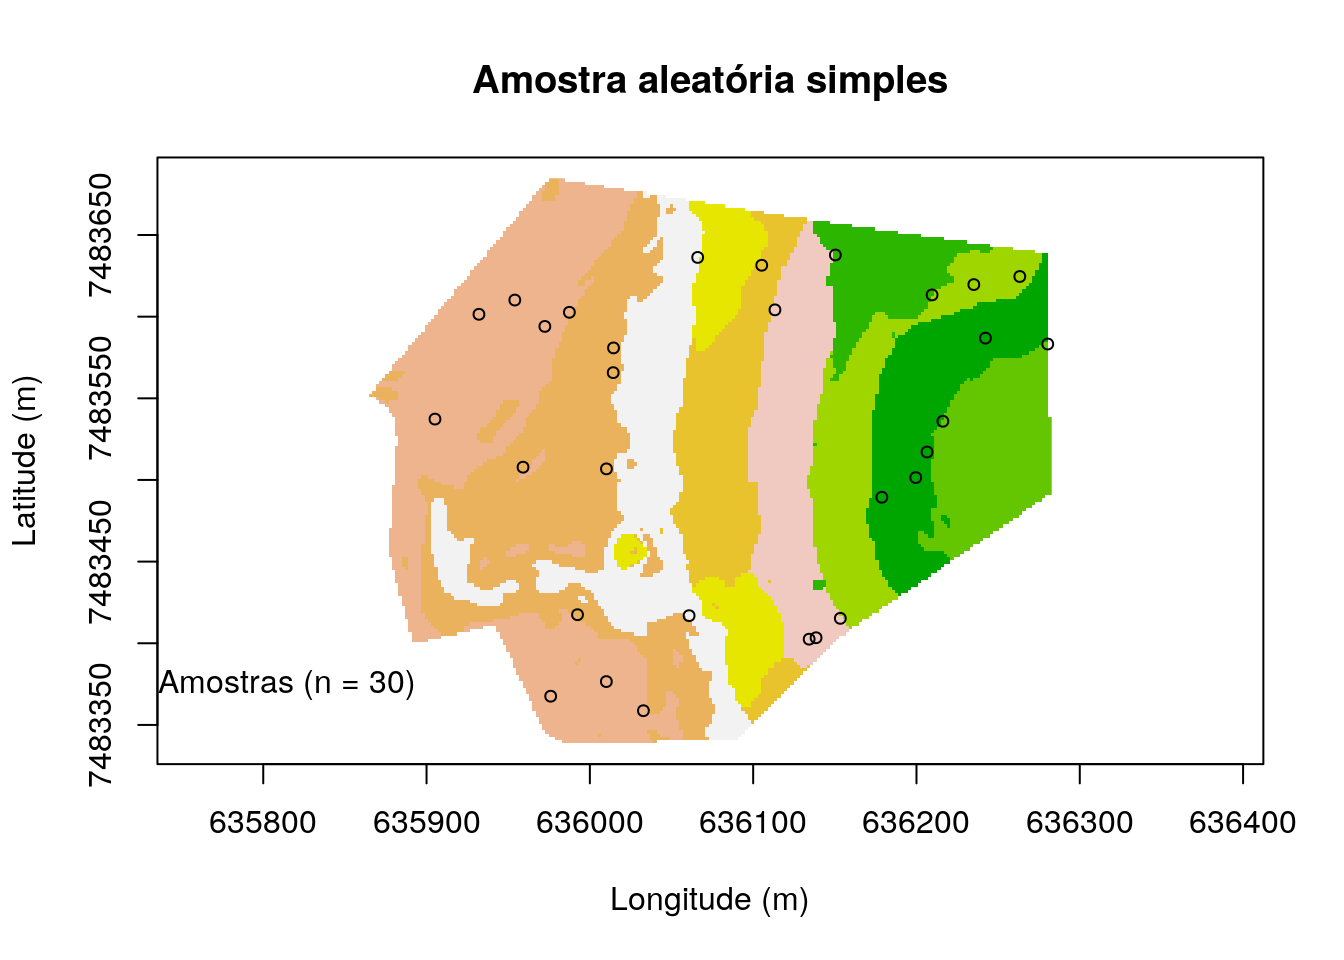 Amostra aleatória simples
Latitude (m)
7483650
7483550
7483450
7483350
Amostras (n = 30)
635800 635900 636000 636100 636200 636300 636400
Longitude (m)